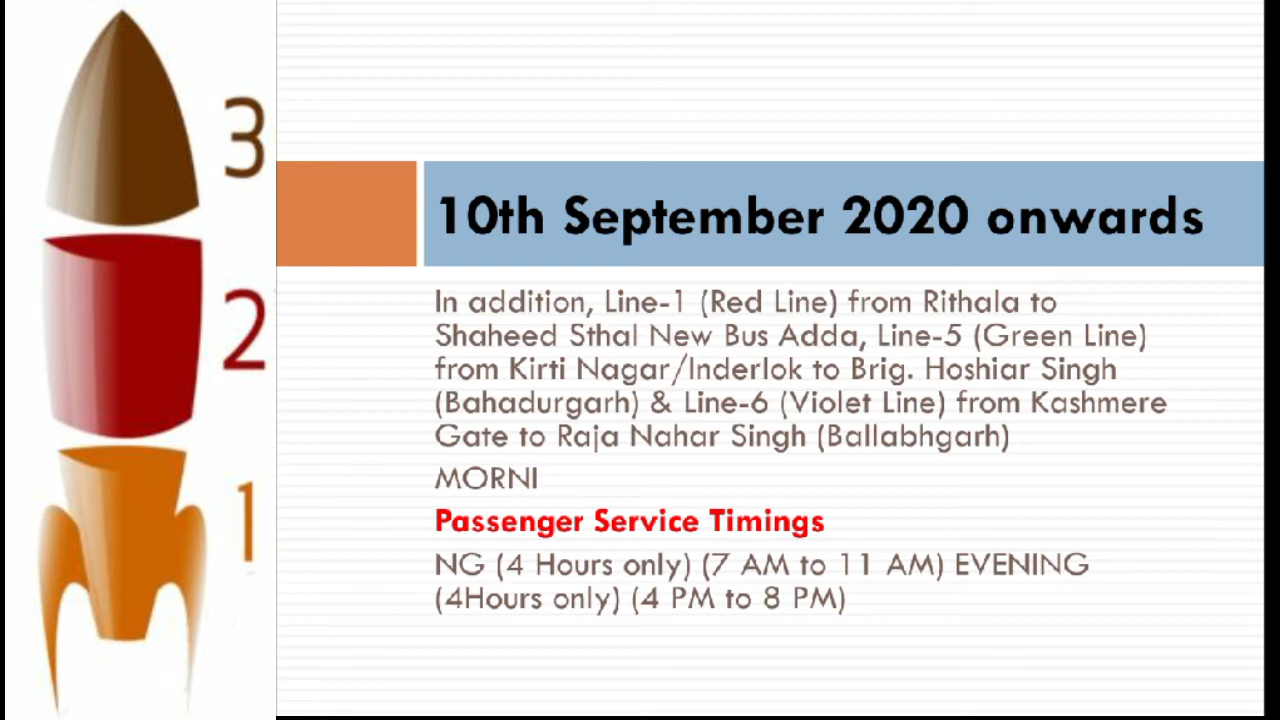 3
2
1
10th September 2020 onwards
In addition, Line-1 (Red Line) from Rithala to
Shaheed Sthal New Bus Adda, Line-5 (Green Line)
from Kirti Nagar/Inderlok to Brig. Hoshiar Singh
(Bahadurgarh) & Line-6 (Violet Line) from Kashmere
Gate to Raja Nahar Singh (Ballabhgarh)
MORNI
Passenger Service Timings
NG (4 Hours only) (7 AM to 11 AM) EVENING
(4Hours only) (4 PM to 8 PM)